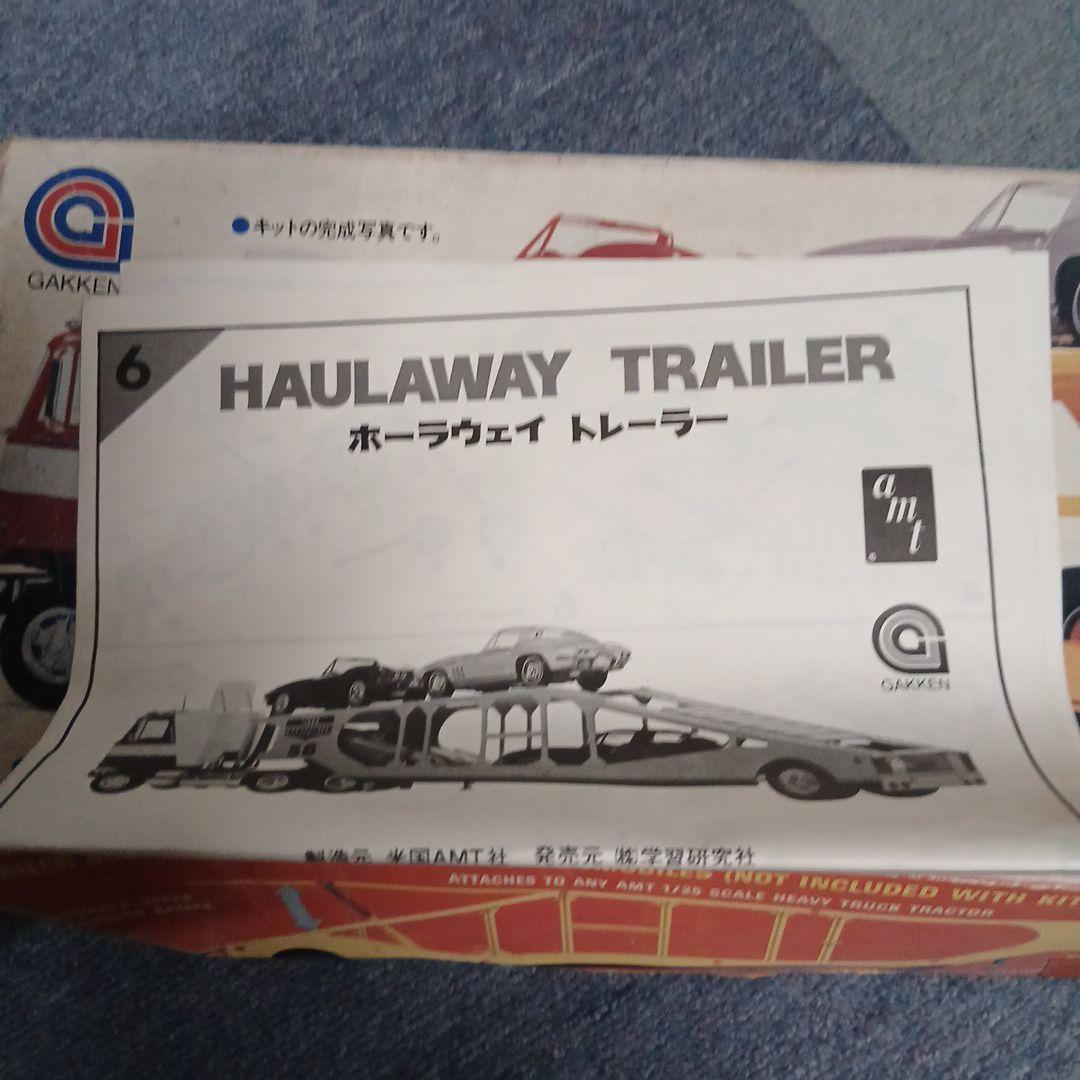 GAKKEN
●キットの完成写真です。
6
HAULAWAY TRAILER
ホーラウェイ トレーラー
amt
GAKKEN
製造元 米国AMT社 発売元 ㈱学習研究社
(NOT INCLUDED WITH KIT
ATTACHES TO ANY AMT 1/25 SCALE HEAVY TRUCK TRACTOR